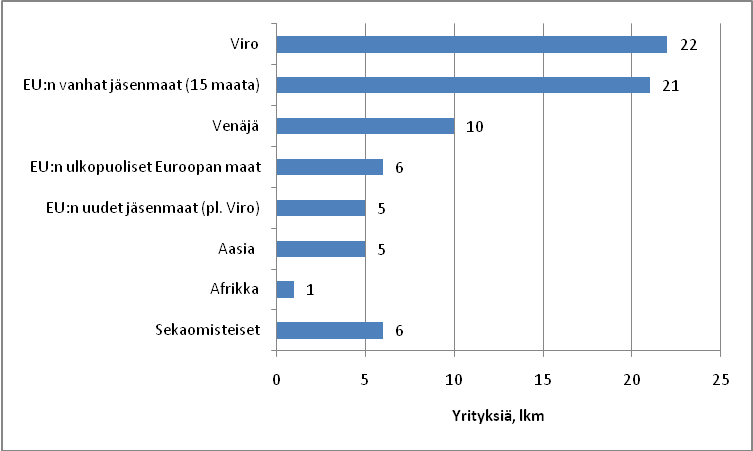 Viro 22
EU:n vanhat jäsenmaat (15 maata) 21
Venäjä 10
EU:n ulkopuoliset Euroopan maat 6
EU:n uudet jäsenmaat (pl. Viro) 5
Aasia 5
Afrikka 1
Sekaomisteiset 6
0 5 10 15 20 25
Yrityksiä, lkm